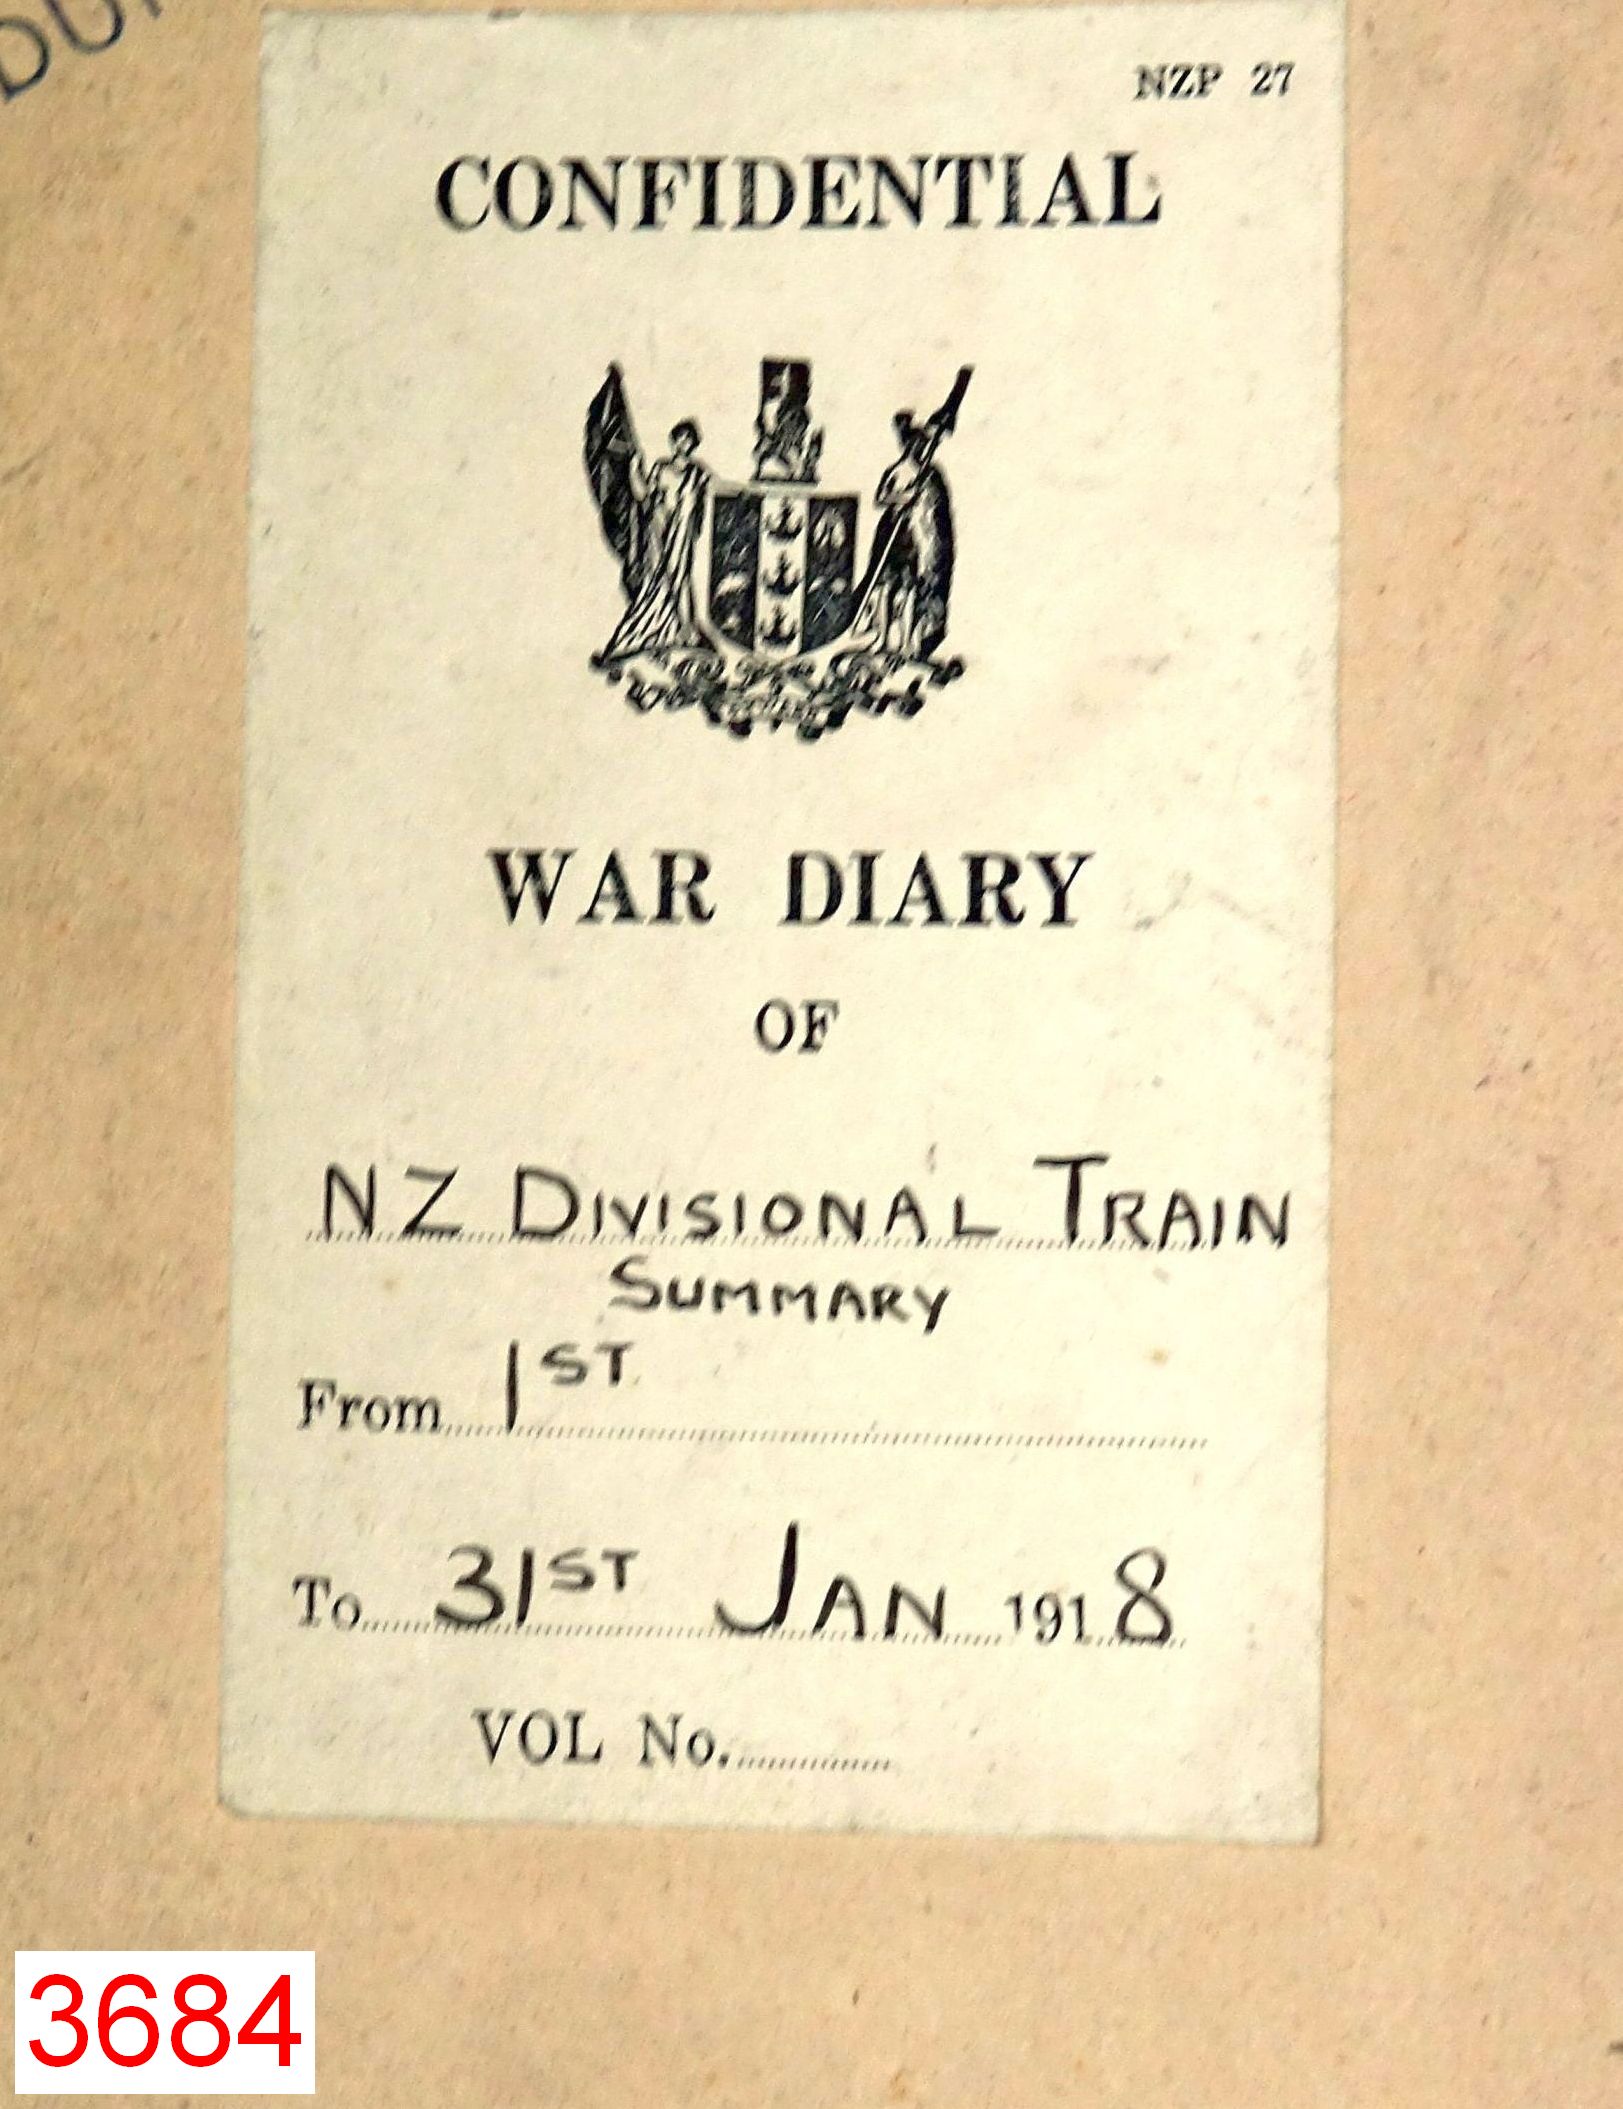 NZP 27
CONFIDENTIAL
WAR DIARY
OF
NZ DIVISIONAL TRAIN
SUMMARY
From 1ST
To 31ST JAN 1918
VOL No.
3684